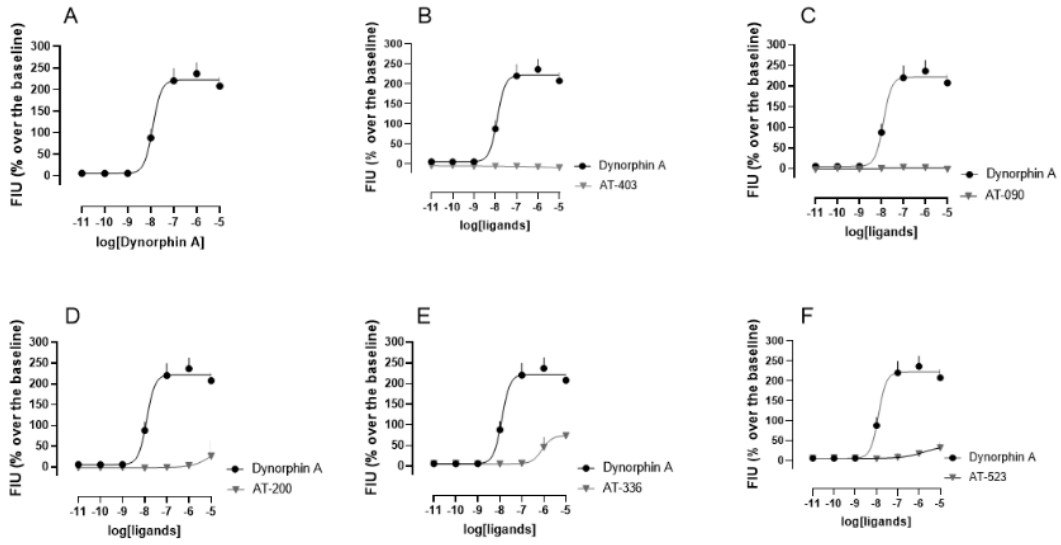 A
FIU (% over the baseline)
300
250
200
150
100
50
0
-11 -10 -9 -8 -7 -6 -5
log[Dynorphin A]
B
FIU (% over the baseline)
300
250
200
150
100
50
0
Dynorphin A
AT-403
-11 -10 -9 -8 -7 -6 -5
log[ligands]
C
FIU (% over the baseline)
300
250
200
150
100
50
0
Dynorphin A
AT-090
-11 -10 -9 -8 -7 -6 -5
log[ligands]
D
FIU (% over the baseline)
300
250
200
150
100
50
0
Dynorphin A
AT-200
-11 -10 -9 -8 -7 -6 -5
log[ligands]
E
FIU (% over the baseline)
300
250
200
150
100
50
0
Dynorphin A
AT-336
-11 -10 -9 -8 -7 -6 -5
log[ligands]
F
FIU (% over the baseline)
300
250
200
150
100
50
0
Dynorphin A
AT-523
-11 -10 -9 -8 -7 -6 -5
log[ligands]